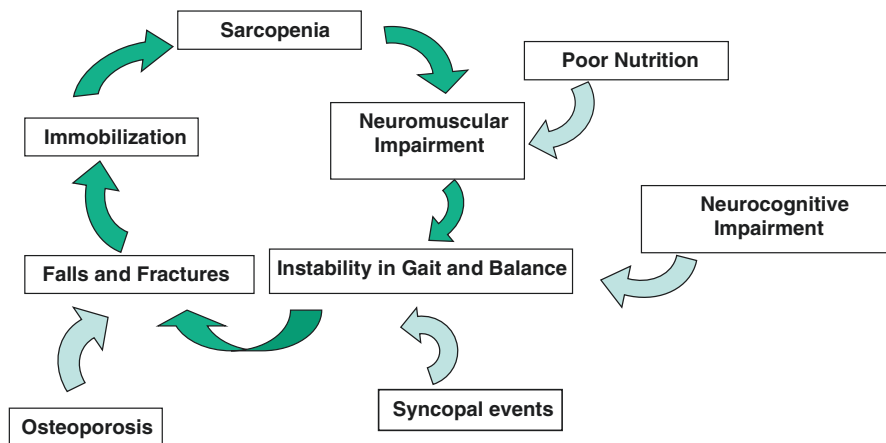 Sarcopenia
Poor Nutrition
Neuromuscular
Impairment
Immobilization
Neurocognitive
Impairment
Falls and Fractures
Instability in Gait and Balance
Syncopal events
Osteoporosis